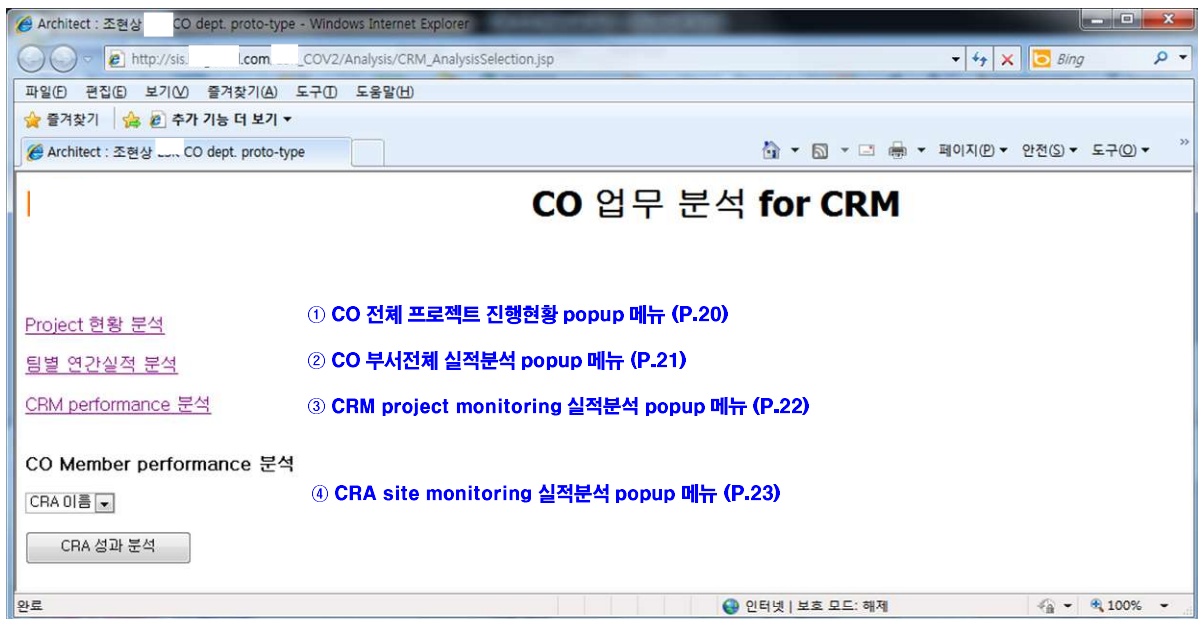 Architect : 조현상 CO dept. proto-type - Windows Internet Explorer
http://sis. l.com _COV2/Analysis/CRM_AnalysisSelection.jsp
Bing
파일(F) 편집(E) 보기(V) 즐겨찾기(A) 도구(T) 도움말(H)
즐겨찾기 추가 기능 더 보기
Architect : 조현상 CO dept. proto-type
페이지(P) 안전(S) 도구(O) »
CO 업무 분석 for CRM
Project 현황 분석 ① CO 전체 프로젝트 진행현황 popup 메뉴 (P.20)
팀별 연간실적 분석 ② CO 부서전체 실적분석 popup 메뉴 (P.21)
CRM performance 분석 ③ CRM project monitoring 실적분석 popup 메뉴 (P.22)
CO Member performance 분석
CRA 이름 ④ CRA site monitoring 실적분석 popup 메뉴 (P.23)
CRA 성과 분석
완료 인터넷 | 보호 모드: 해제 100%